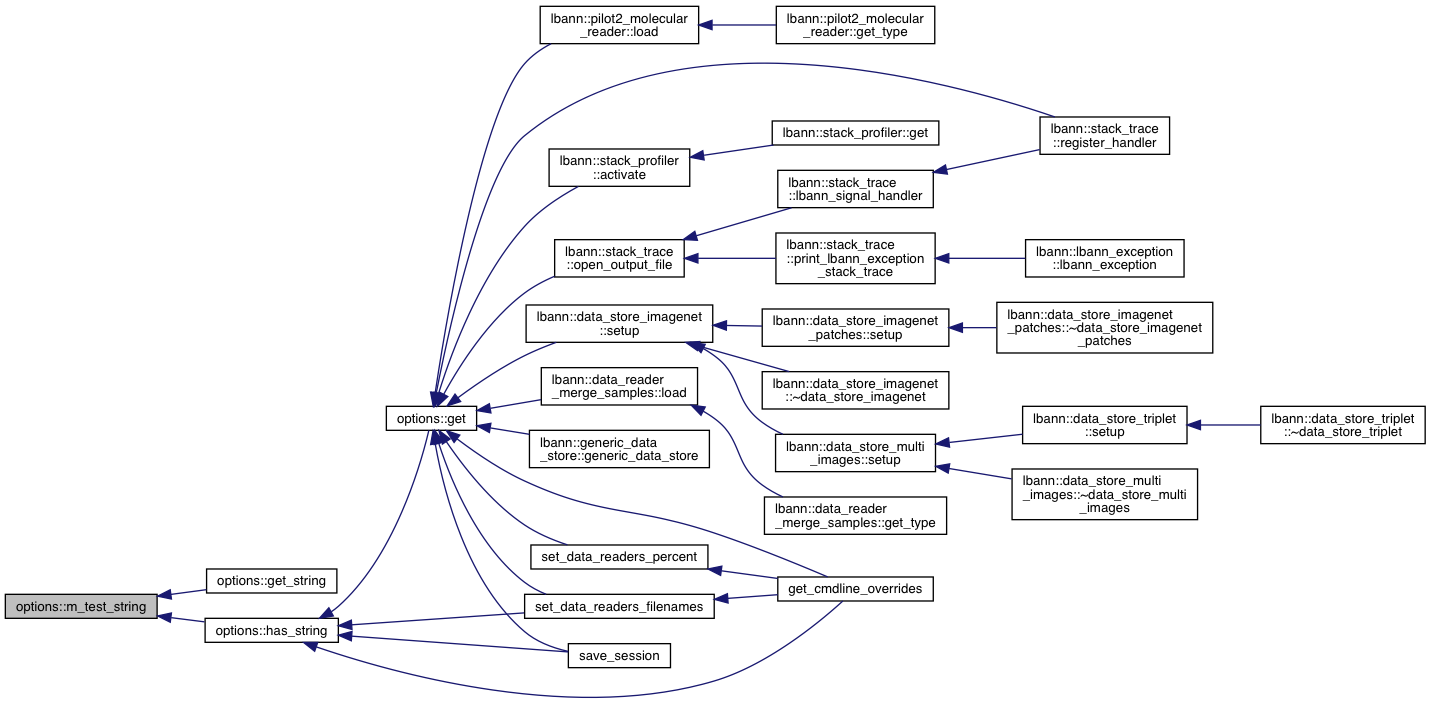 lbann::pilot2_molecular
_reader::load
lbann::pilot2_molecular
_reader::get_type
lbann::stack_trace
::register_handler
lbann::stack_profiler::get
lbann::stack_profiler
::activate
lbann::stack_trace
::lbann_signal_handler
lbann::stack_trace
::open_output_file
lbann::stack_trace
::print_lbann_exception
_stack_trace
lbann::lbann_exception
::lbann_exception
lbann::data_store_imagenet
::setup
lbann::data_store_imagenet
_patches::setup
lbann::data_store_imagenet
_patches::~data_store_imagenet
_patches
lbann::data_reader
_merge_samples::load
lbann::data_store_imagenet
::~data_store_imagenet
options::get
lbann::generic_data
_store::generic_data_store
lbann::data_store_multi
_images::setup
lbann::data_store_triplet
::setup
lbann::data_store_triplet
::~data_store_triplet
lbann::data_store_multi
_images::~data_store_multi
_images
lbann::data_reader
_merge_samples::get_type
set_data_readers_percent
get_cmdline_overrides
options::get_string
options::m_test_string
set_data_readers_filenames
options::has_string
save_session